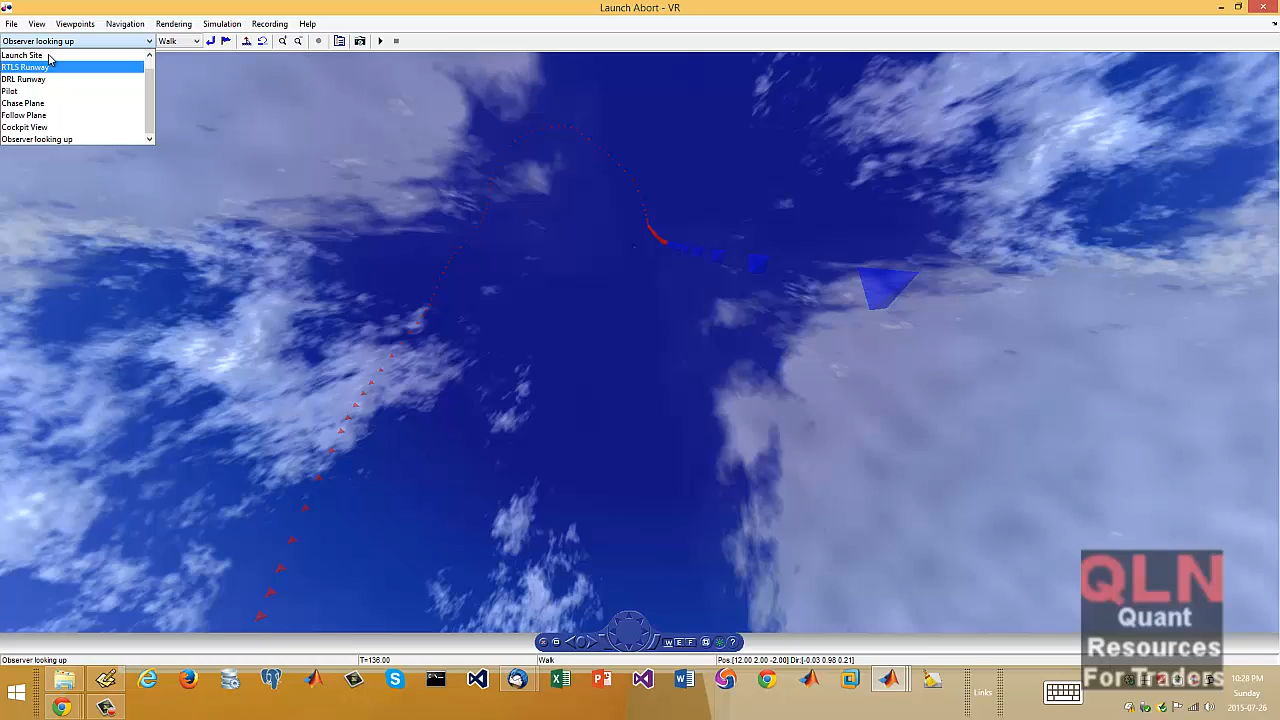 Launch Abort - VR
File View Viewpoints Navigation Rendering Simulation Recording Help
Observer looking up Walk
Launch Site
RTLS Runway
DRL Runway
Pilot
Chase Plane
Follow Plane
Cockpit View
Observer looking up
QLN
Quant
Resources
For Traders
W E F ?
Observer looking up T=136.00 Walk Pos:[12.00 2.00 -2.00] Dir:[-0.03 0.98 0.21]
Links
10:28 PM
Sunday
2015-07-26